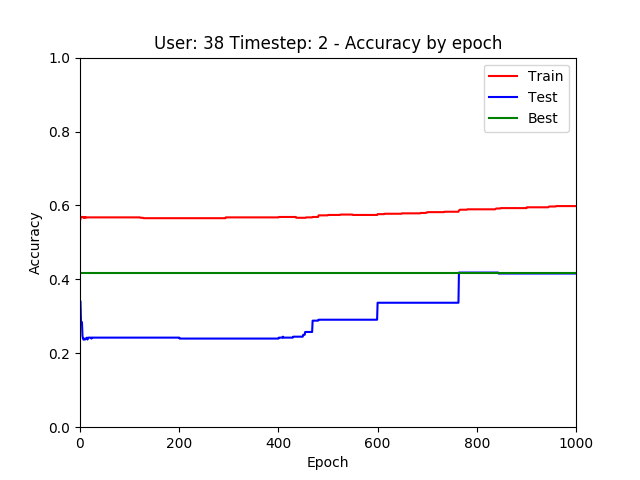 User: 38 Timestep: 2 - Accuracy by epoch
Train
Test
Best
1.0
0.8
0.6
0.4
0.2
0.0
Accuracy
0 200 400 600 800 1000
Epoch